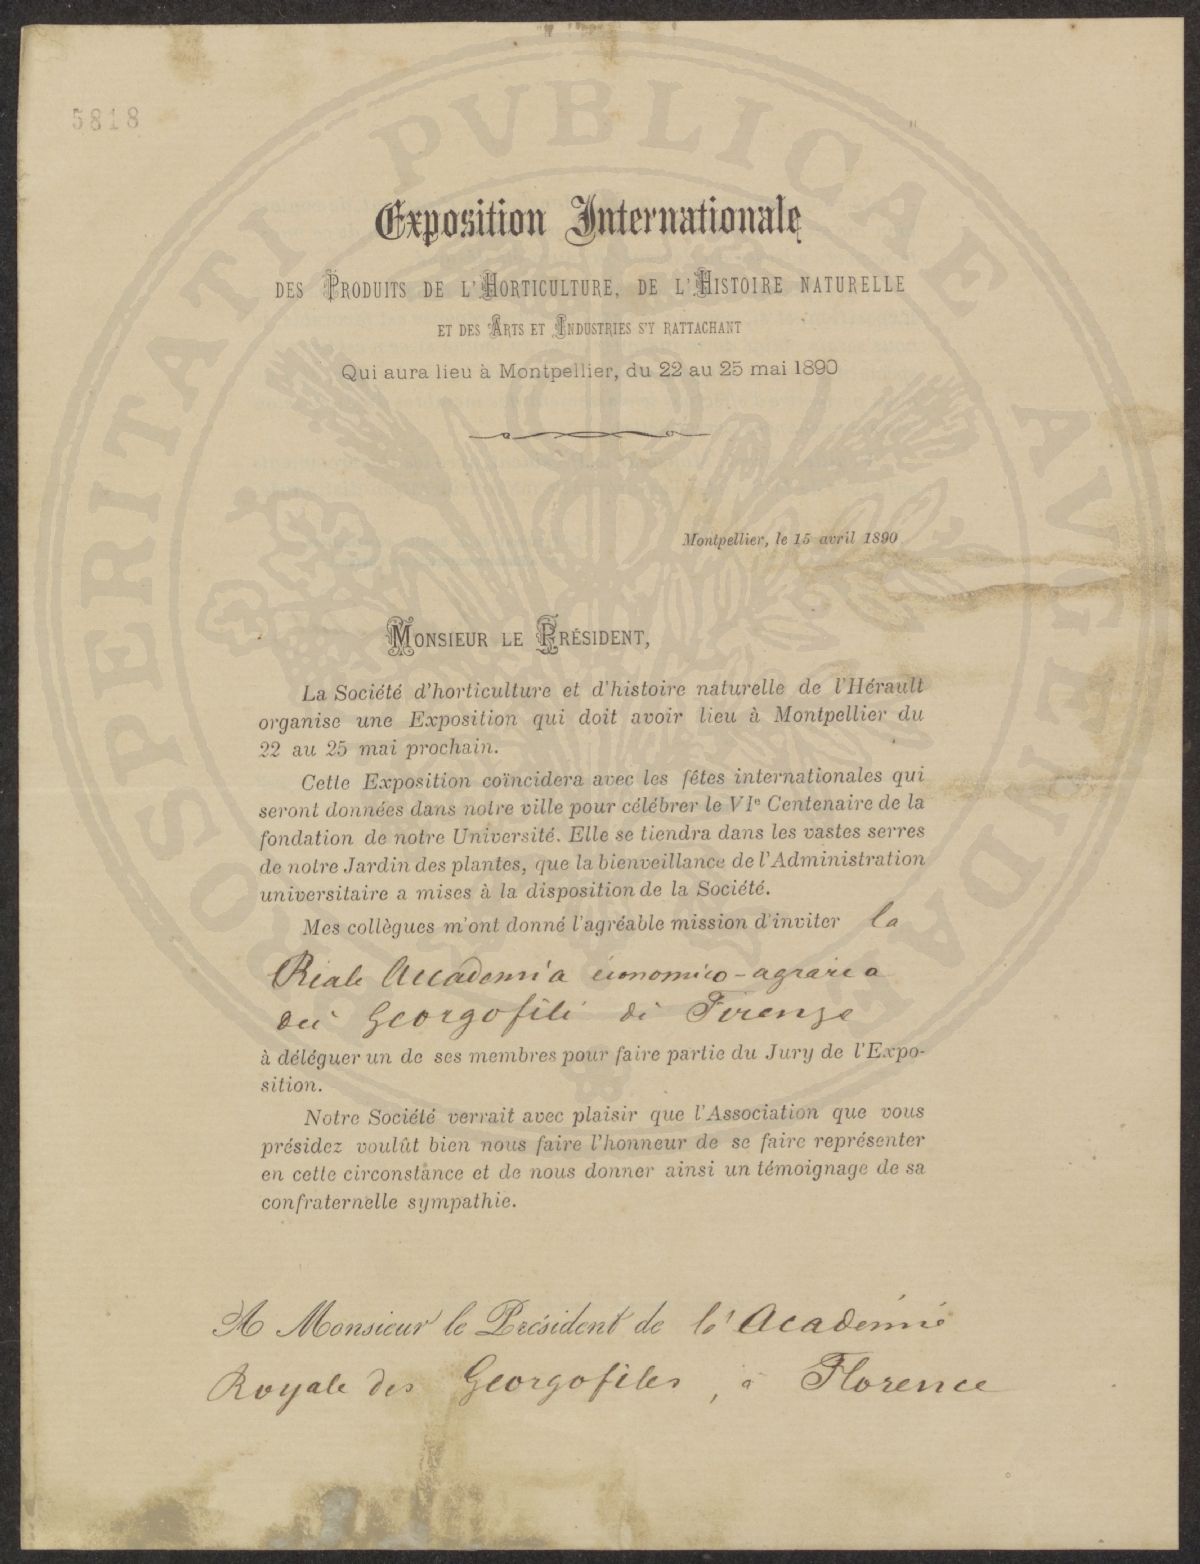 5818
PROSPERITATI PVBLICAE AVGENDAE
Exposition Internationale
DES PRODUITS DE L'HORTICULTURE, DE L'HISTOIRE NATURELLE
ET DES ARTS ET INDUSTRIES S'Y RATTACHANT
Qui aura lieu à Montpellier, du 22 au 25 mai 1890
Montpellier, le 15 avril 1890
MONSIEUR LE PRÉSIDENT,
La Société d'horticulture et d'histoire naturelle de l'Hérault
organise une Exposition qui doit avoir lieu à Montpellier du
22 au 25 mai prochain.
Cette Exposition coïncidera avec les fêtes internationales qui
seront données dans notre ville pour célébrer le VIe Centenaire de la
fondation de notre Université. Elle se tiendra dans les vastes serres
de notre Jardin des plantes, que la bienveillance de l'Administration
universitaire a mises à la disposition de la Société.
Mes collègues m'ont donné l'agréable mission d'inviter la
Reale Accademia economico-agraria
dei Georgofili di Firenze
à déléguer un de ses membres pour faire partie du Jury de l'Expo-
sition.
Notre Société verrait avec plaisir que l'Association que vous
présidez voulût bien nous faire l'honneur de se faire représenter
en cette circonstance et de nous donner ainsi un témoignage de sa
confraternelle sympathie.
A Monsieur le Président de l'Académie
Royale des Georgofiles, à Florence